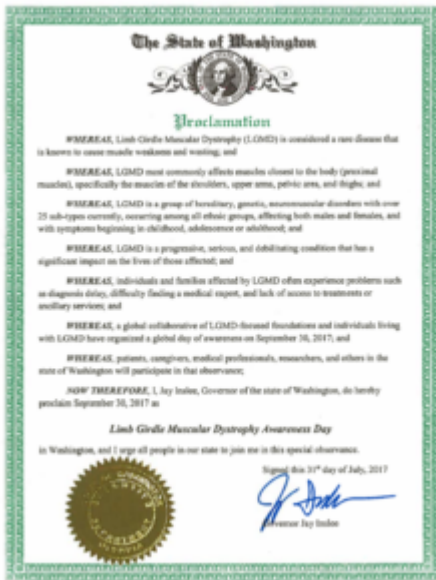 The State of Washington
Proclamation
WHEREAS, Limb Girdle Muscular Dystrophy (LGMD) is considered a rare disease that
is known to cause muscle weakness and wasting; and
WHEREAS, LGMD most commonly affects muscles closest to the body (proximal
muscles), specifically the muscles of the shoulders, upper arms, pelvic area, and thighs; and
WHEREAS, LGMD is a group of hereditary, genetic, neuromuscular disorders with over
25 sub-types currently, occurring among all ethnic groups, affecting both males and females, and
with symptoms beginning in childhood, adolescence or adulthood; and
WHEREAS, LGMD is a progressive, serious, and debilitating condition that has a
significant impact on the lives of those affected; and
WHEREAS, individuals and families affected by LGMD often experience problems such
as diagnosis delay, difficulty finding a medical expert, and lack of access to treatments or
ancillary services; and
WHEREAS, a global collaborative of LGMD-focused foundations and individuals living
with LGMD have organized a global day of awareness on September 30, 2017; and
WHEREAS, patients, caregivers, medical professionals, researchers, and others in the
state of Washington will participate in that observance;
NOW THEREFORE, I, Jay Inslee, Governor of the state of Washington, do hereby
proclaim September 30, 2017 as
Limb Girdle Muscular Dystrophy Awareness Day
in Washington, and I urge all people in our state to join me in this special observance.
Signed this 31st day of July, 2017
Governor Jay Inslee